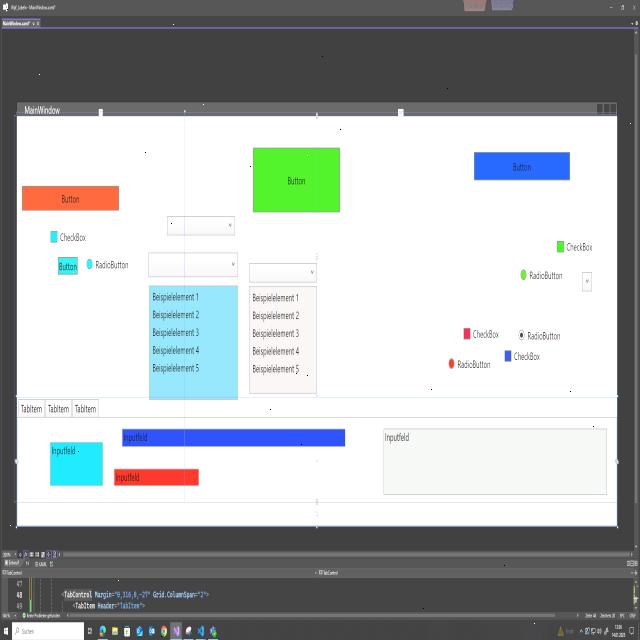 MainWindow.xaml*
MainWindow
Button
Button
Button
CheckBox
CheckBox
Button
RadioButton
RadioButton
Beispielelement 1
Beispielelement 2
Beispielelement 3
Beispielelement 4
Beispielelement 5
Beispielelement 1
Beispielelement 2
Beispielelement 3
Beispielelement 4
Beispielelement 5
CheckBox
RadioButton
CheckBox
RadioButton
TabItem TabItem TabItem
Inputfeld
Inputfeld
Inputfeld
Inputfeld
TabControl
TabControl
47
48 <TabControl Margin="0,316,0,-27" Grid.ColumnSpan="2">
49 <TabItem Header="TabItem">
Suchen